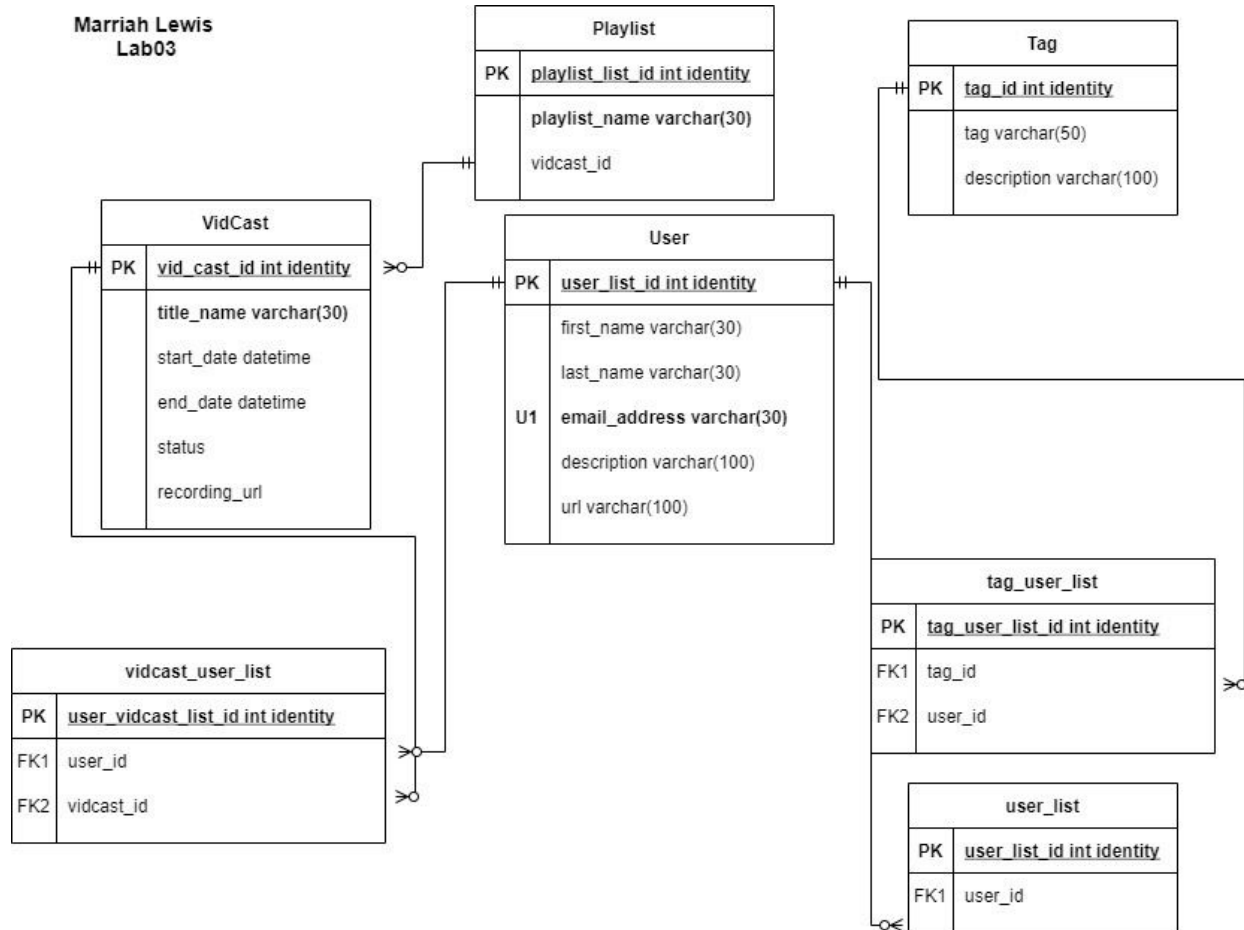 Marriah Lewis
Lab03
Playlist
PK playlist_list_id int identity
playlist_name varchar(30)
vidcast_id
Tag
PK tag_id int identity
tag varchar(50)
description varchar(100)
VidCast
PK vid_cast_id int identity
title_name varchar(30)
start_date datetime
end_date datetime
status
recording_url
User
PK user_list_id int identity
first_name varchar(30)
last_name varchar(30)
U1 email_address varchar(30)
description varchar(100)
url varchar(100)
tag_user_list
PK tag_user_list_id int identity
FK1 tag_id
FK2 user_id
vidcast_user_list
PK user_vidcast_list_id int identity
FK1 user_id
FK2 vidcast_id
user_list
PK user_list_id int identity
FK1 user_id